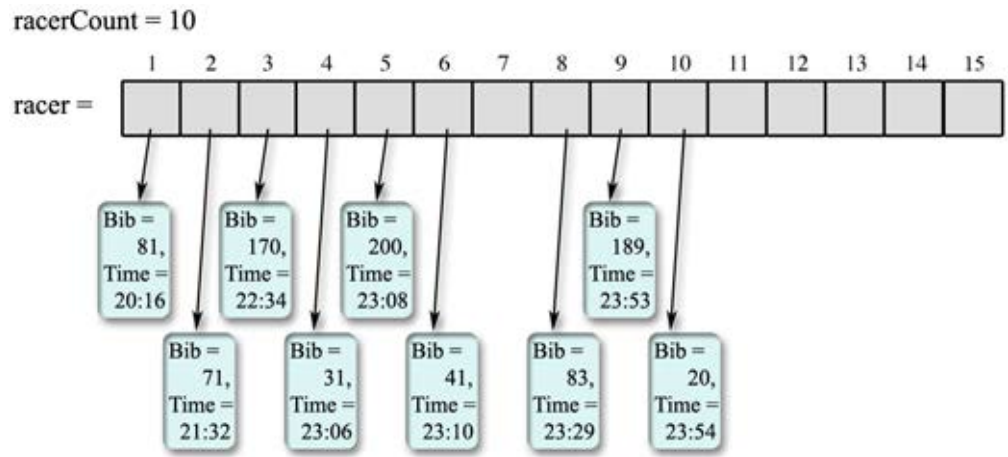 racerCount = 10
1 2 3 4 5 6 7 8 9 10 11 12 13 14 15
racer =
Bib =
81,
Time =
20:16
Bib =
170,
Time =
22:34
Bib =
200,
Time =
23:08
Bib =
189,
Time =
23:53
Bib =
71,
Time =
21:32
Bib =
31,
Time =
23:06
Bib =
41,
Time =
23:10
Bib =
83,
Time =
23:29
Bib =
20,
Time =
23:54